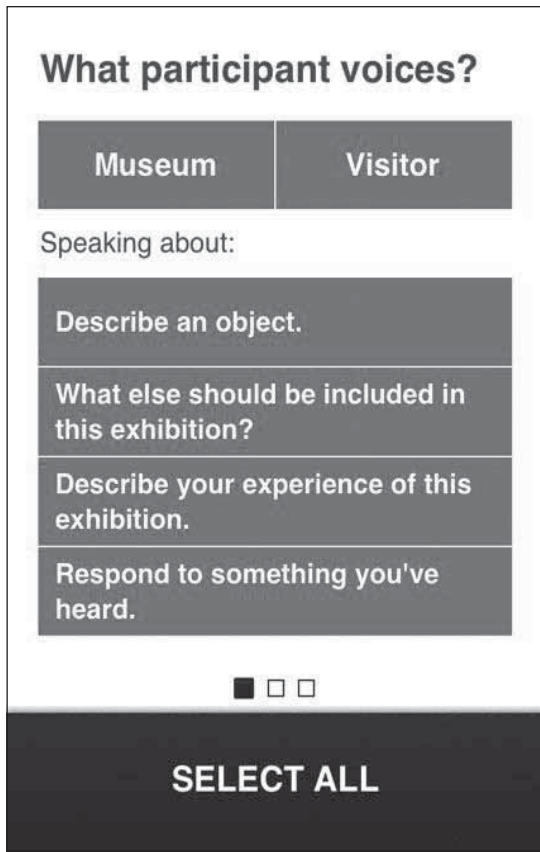 What participant voices?
Museum
Visitor
Speaking about:
Describe an object.
What else should be included in
this exhibition?
Describe your experience of this
exhibition.
Respond to something you've
heard.
SELECT ALL